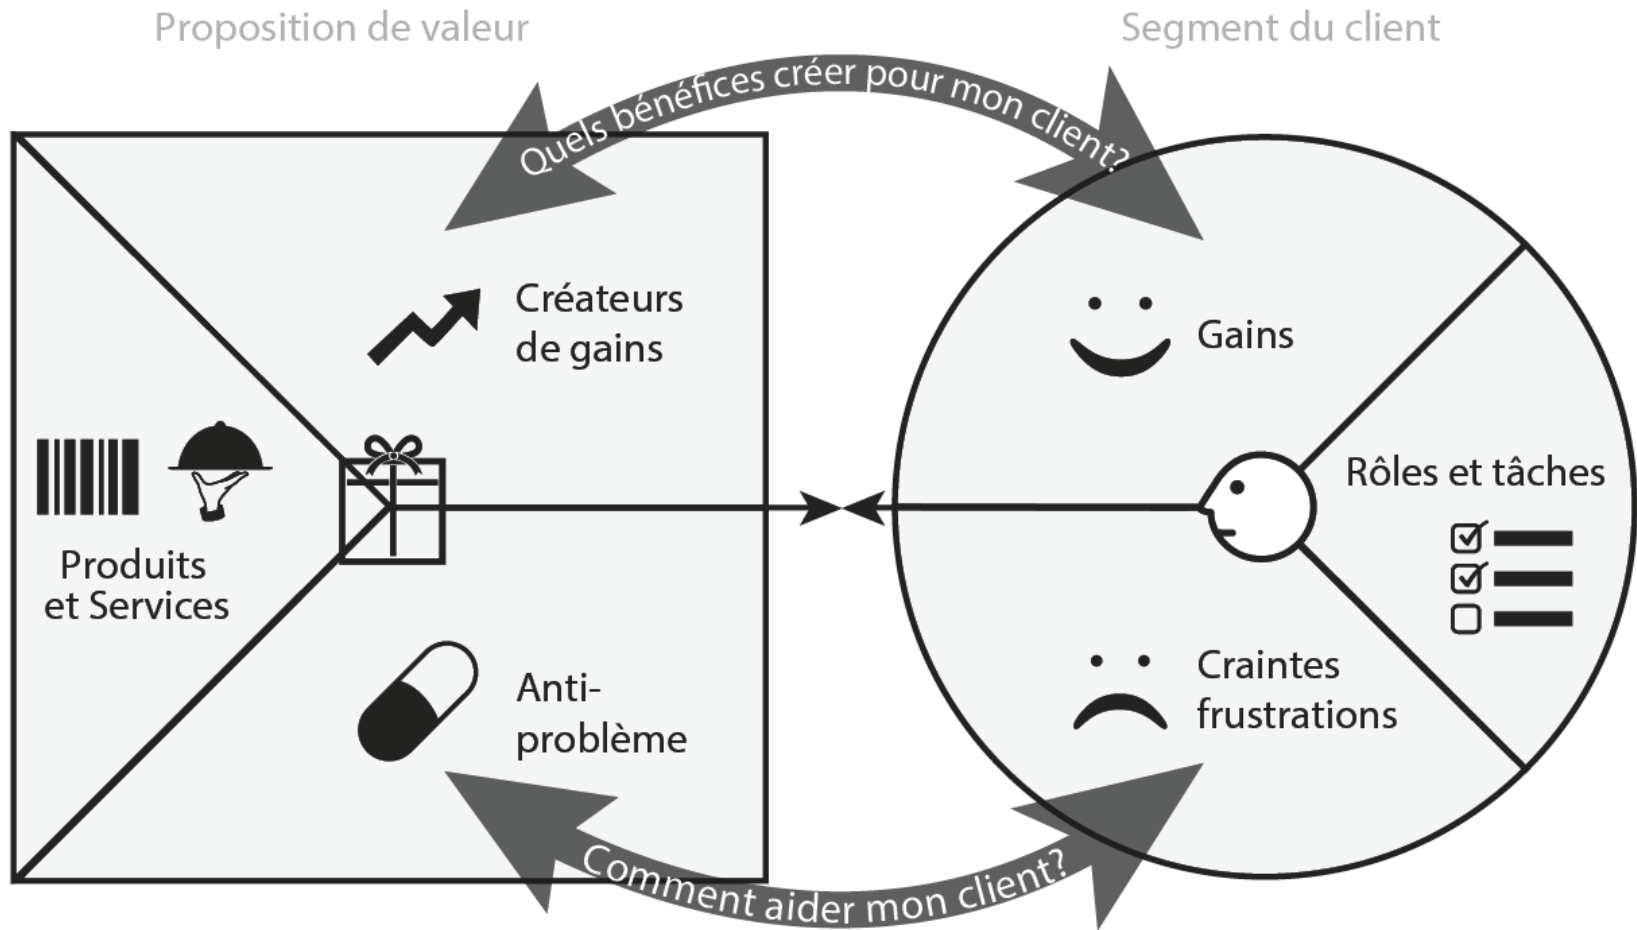 Proposition de valeur
Segment du client
Quels bénéfices créer pour mon client?
Créateurs
de gains
Gains
Produits
et Services
Rôles et tâches
Anti-
problème
Craintes
frustrations
Comment aider mon client?